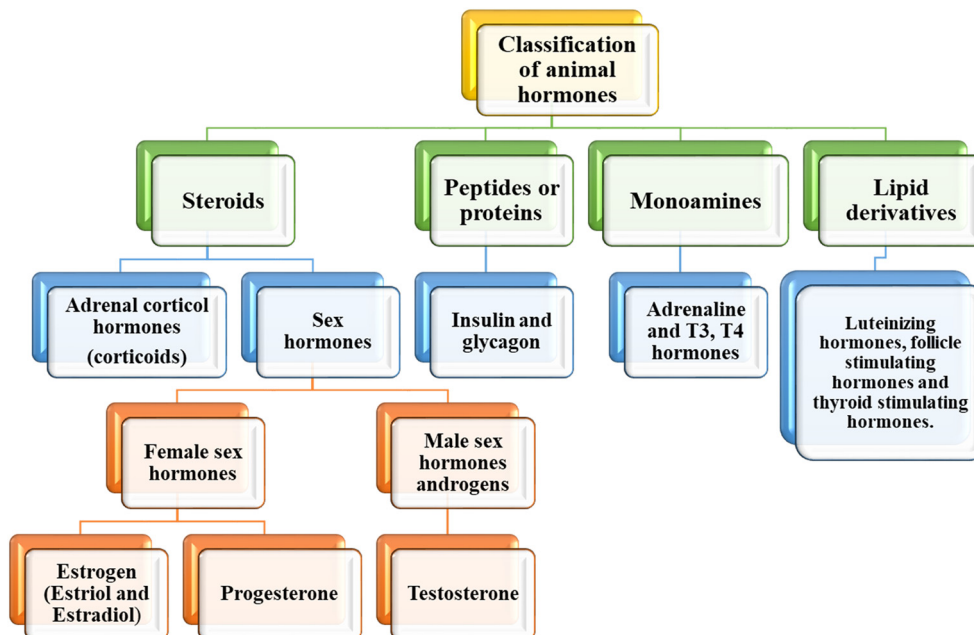 Classification
of animal
hormones
Steroids
Peptides or
proteins
Monoamines
Lipid
derivatives
Adrenal corticol
hormones
(corticoids)
Sex
hormones
Insulin and
glycagon
Adrenaline
and T3, T4
hormones
Luteinizing
hormones, follicle
stimulating
hormones and
thyroid stimulating
hormones.
Female sex
hormones
Male sex
hormones
androgens
Estrogen
(Estriol and
Estradiol)
Progesterone
Testosterone